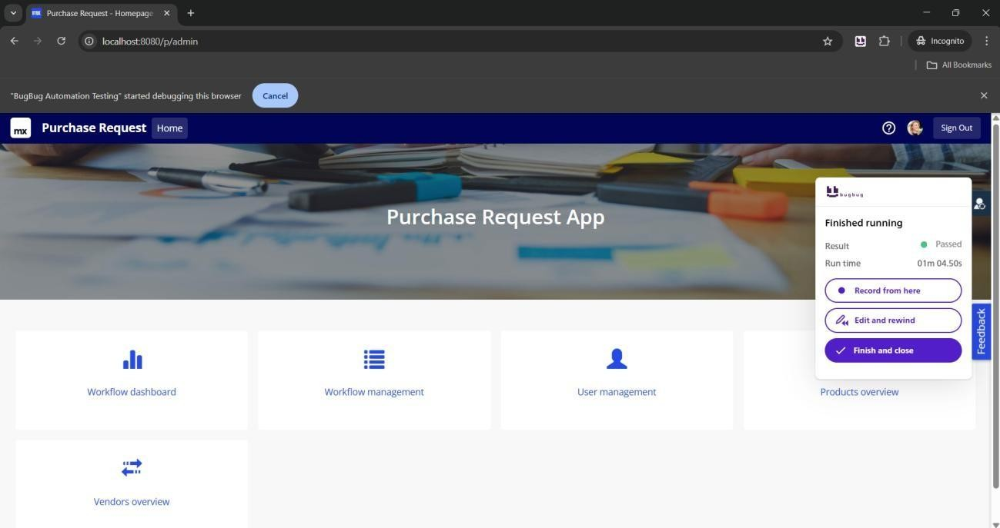 mx Purchase Request - Homepage
localhost:8080/p/admin
Incognito
All Bookmarks
"BugBug Automation Testing" started debugging this browser
Cancel
mx
Purchase Request
Home
Sign Out
Purchase Request App
bugbug
Finished running
Result
Passed
Run time
01m 04.50s
Record from here
Edit and rewind
Finish and close
Feedback
Workflow dashboard
Workflow management
User management
Products overview
Vendors overview